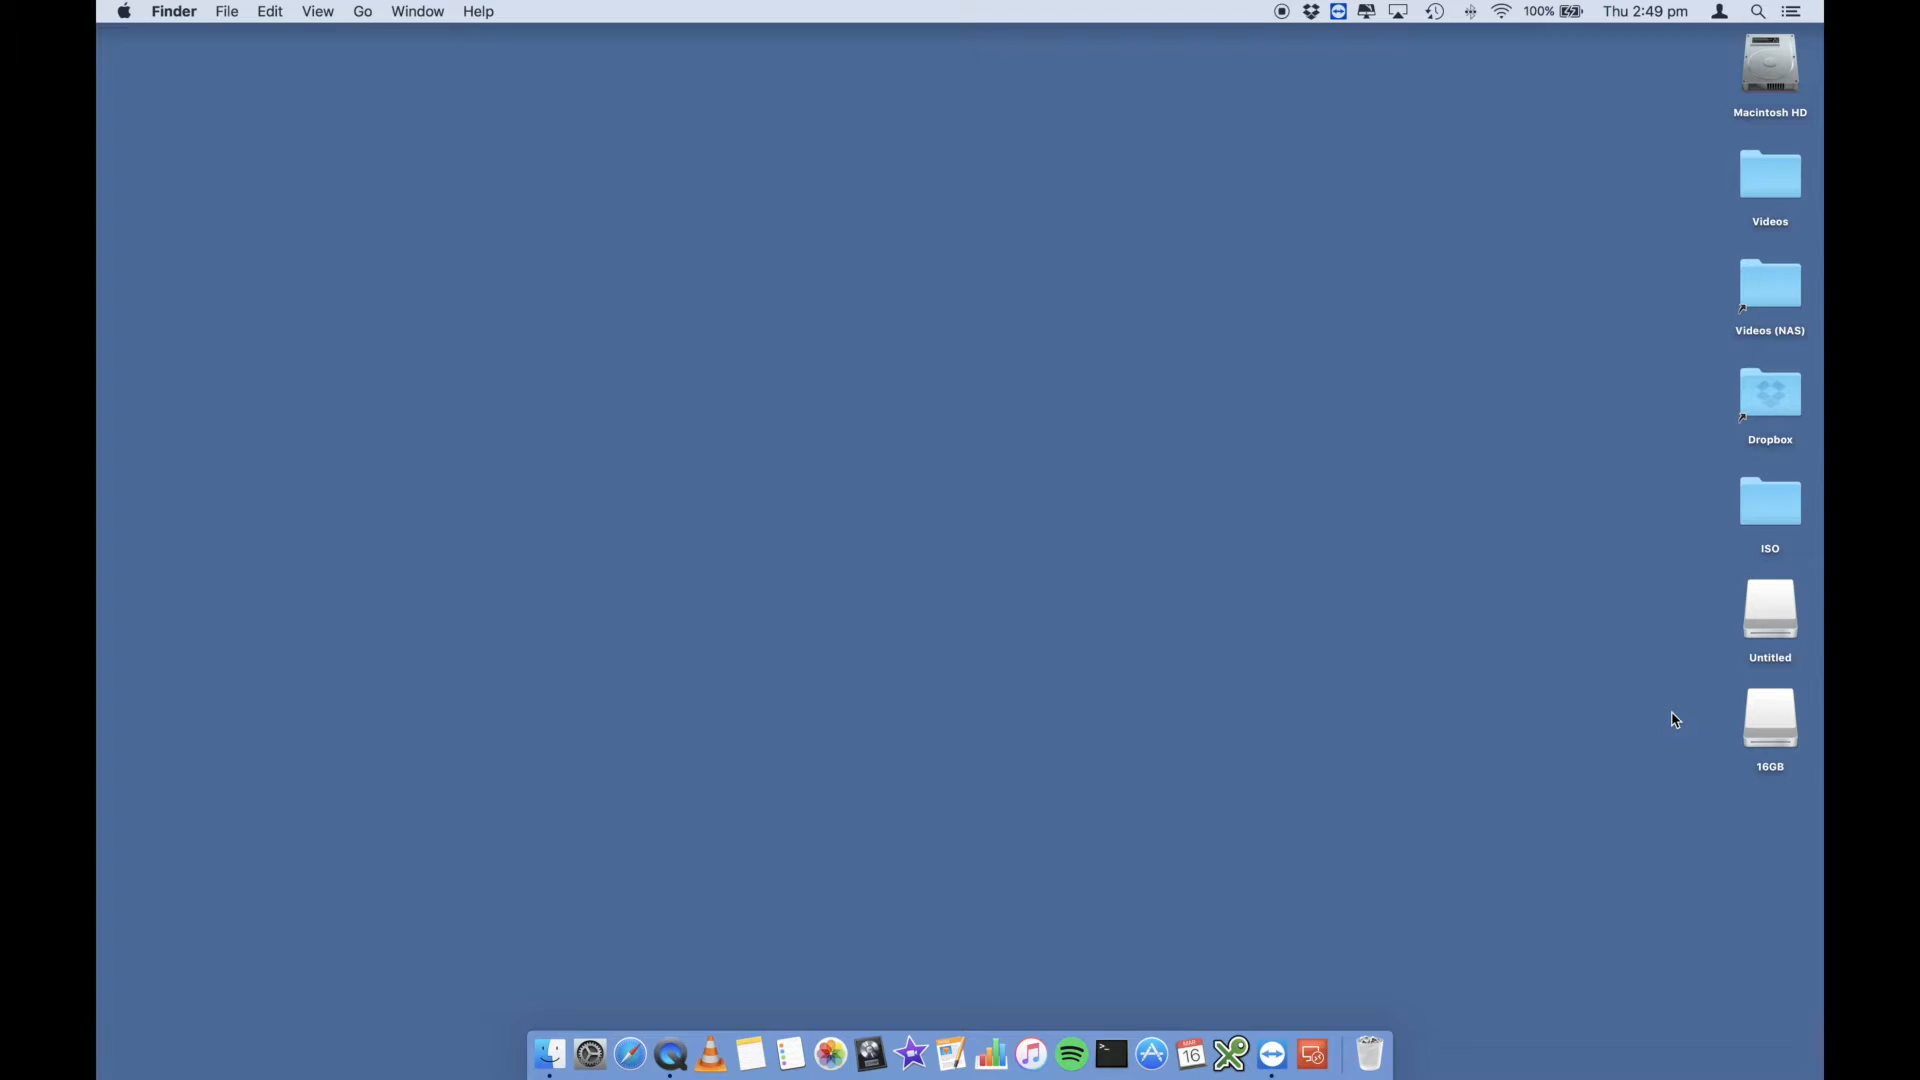 Finder File Edit View Go Window Help 100% Thu 2:49 pm
Macintosh HD
Videos
Videos (NAS)
Dropbox
ISO
Untitled
16GB
MAR
16